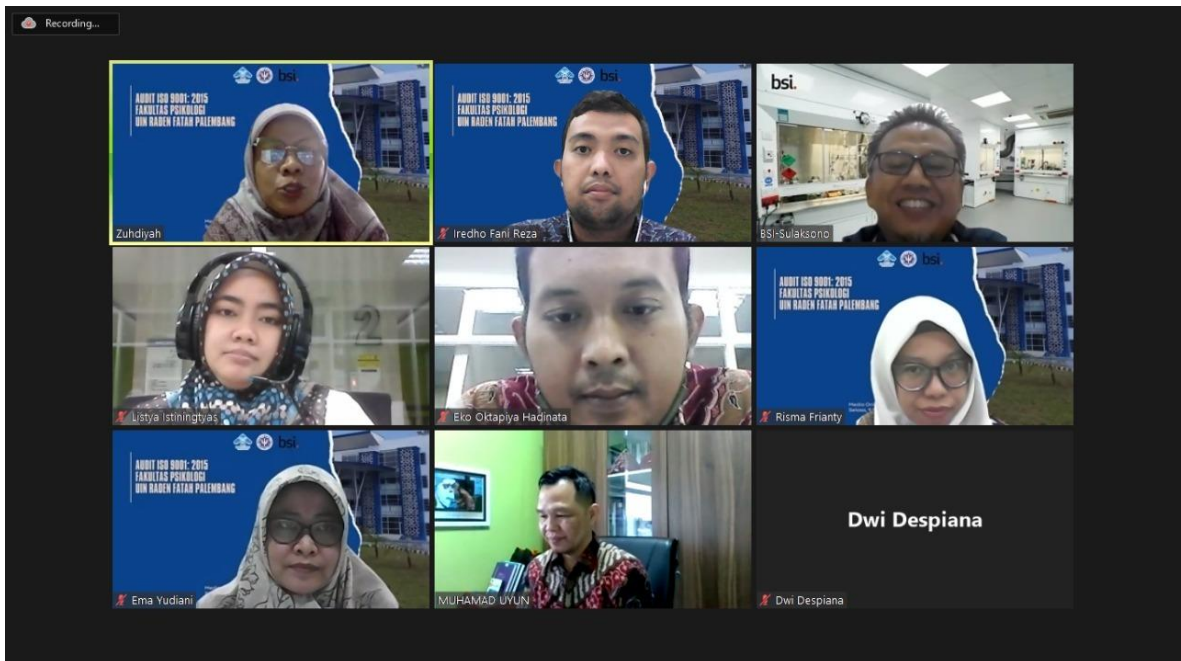 Recording...
bsi.
AUDIT ISO 9001: 2015
FAKULTAS PSIKOLOGI
UIN RADEN FATAH PALEMBANG
Zuhdiyah
bsi.
AUDIT ISO 9001: 2015
FAKULTAS PSIKOLOGI
UIN RADEN FATAH PALEMBANG
Iredho Fani Reza
bsi.
BSI-Sulaksono
2
Listya Istiningtyas
Eko Oktapiya Hadinata
bsi.
AUDIT ISO 9001: 2015
FAKULTAS PSIKOLOGI
UIN RADEN FATAH PALEMBANG
Risma Frianty
bsi.
AUDIT ISO 9001: 2015
FAKULTAS PSIKOLOGI
UIN RADEN FATAH PALEMBANG
Ema Yudiani
MUHAMAD UYUN
Dwi Despiana
Dwi Despiana